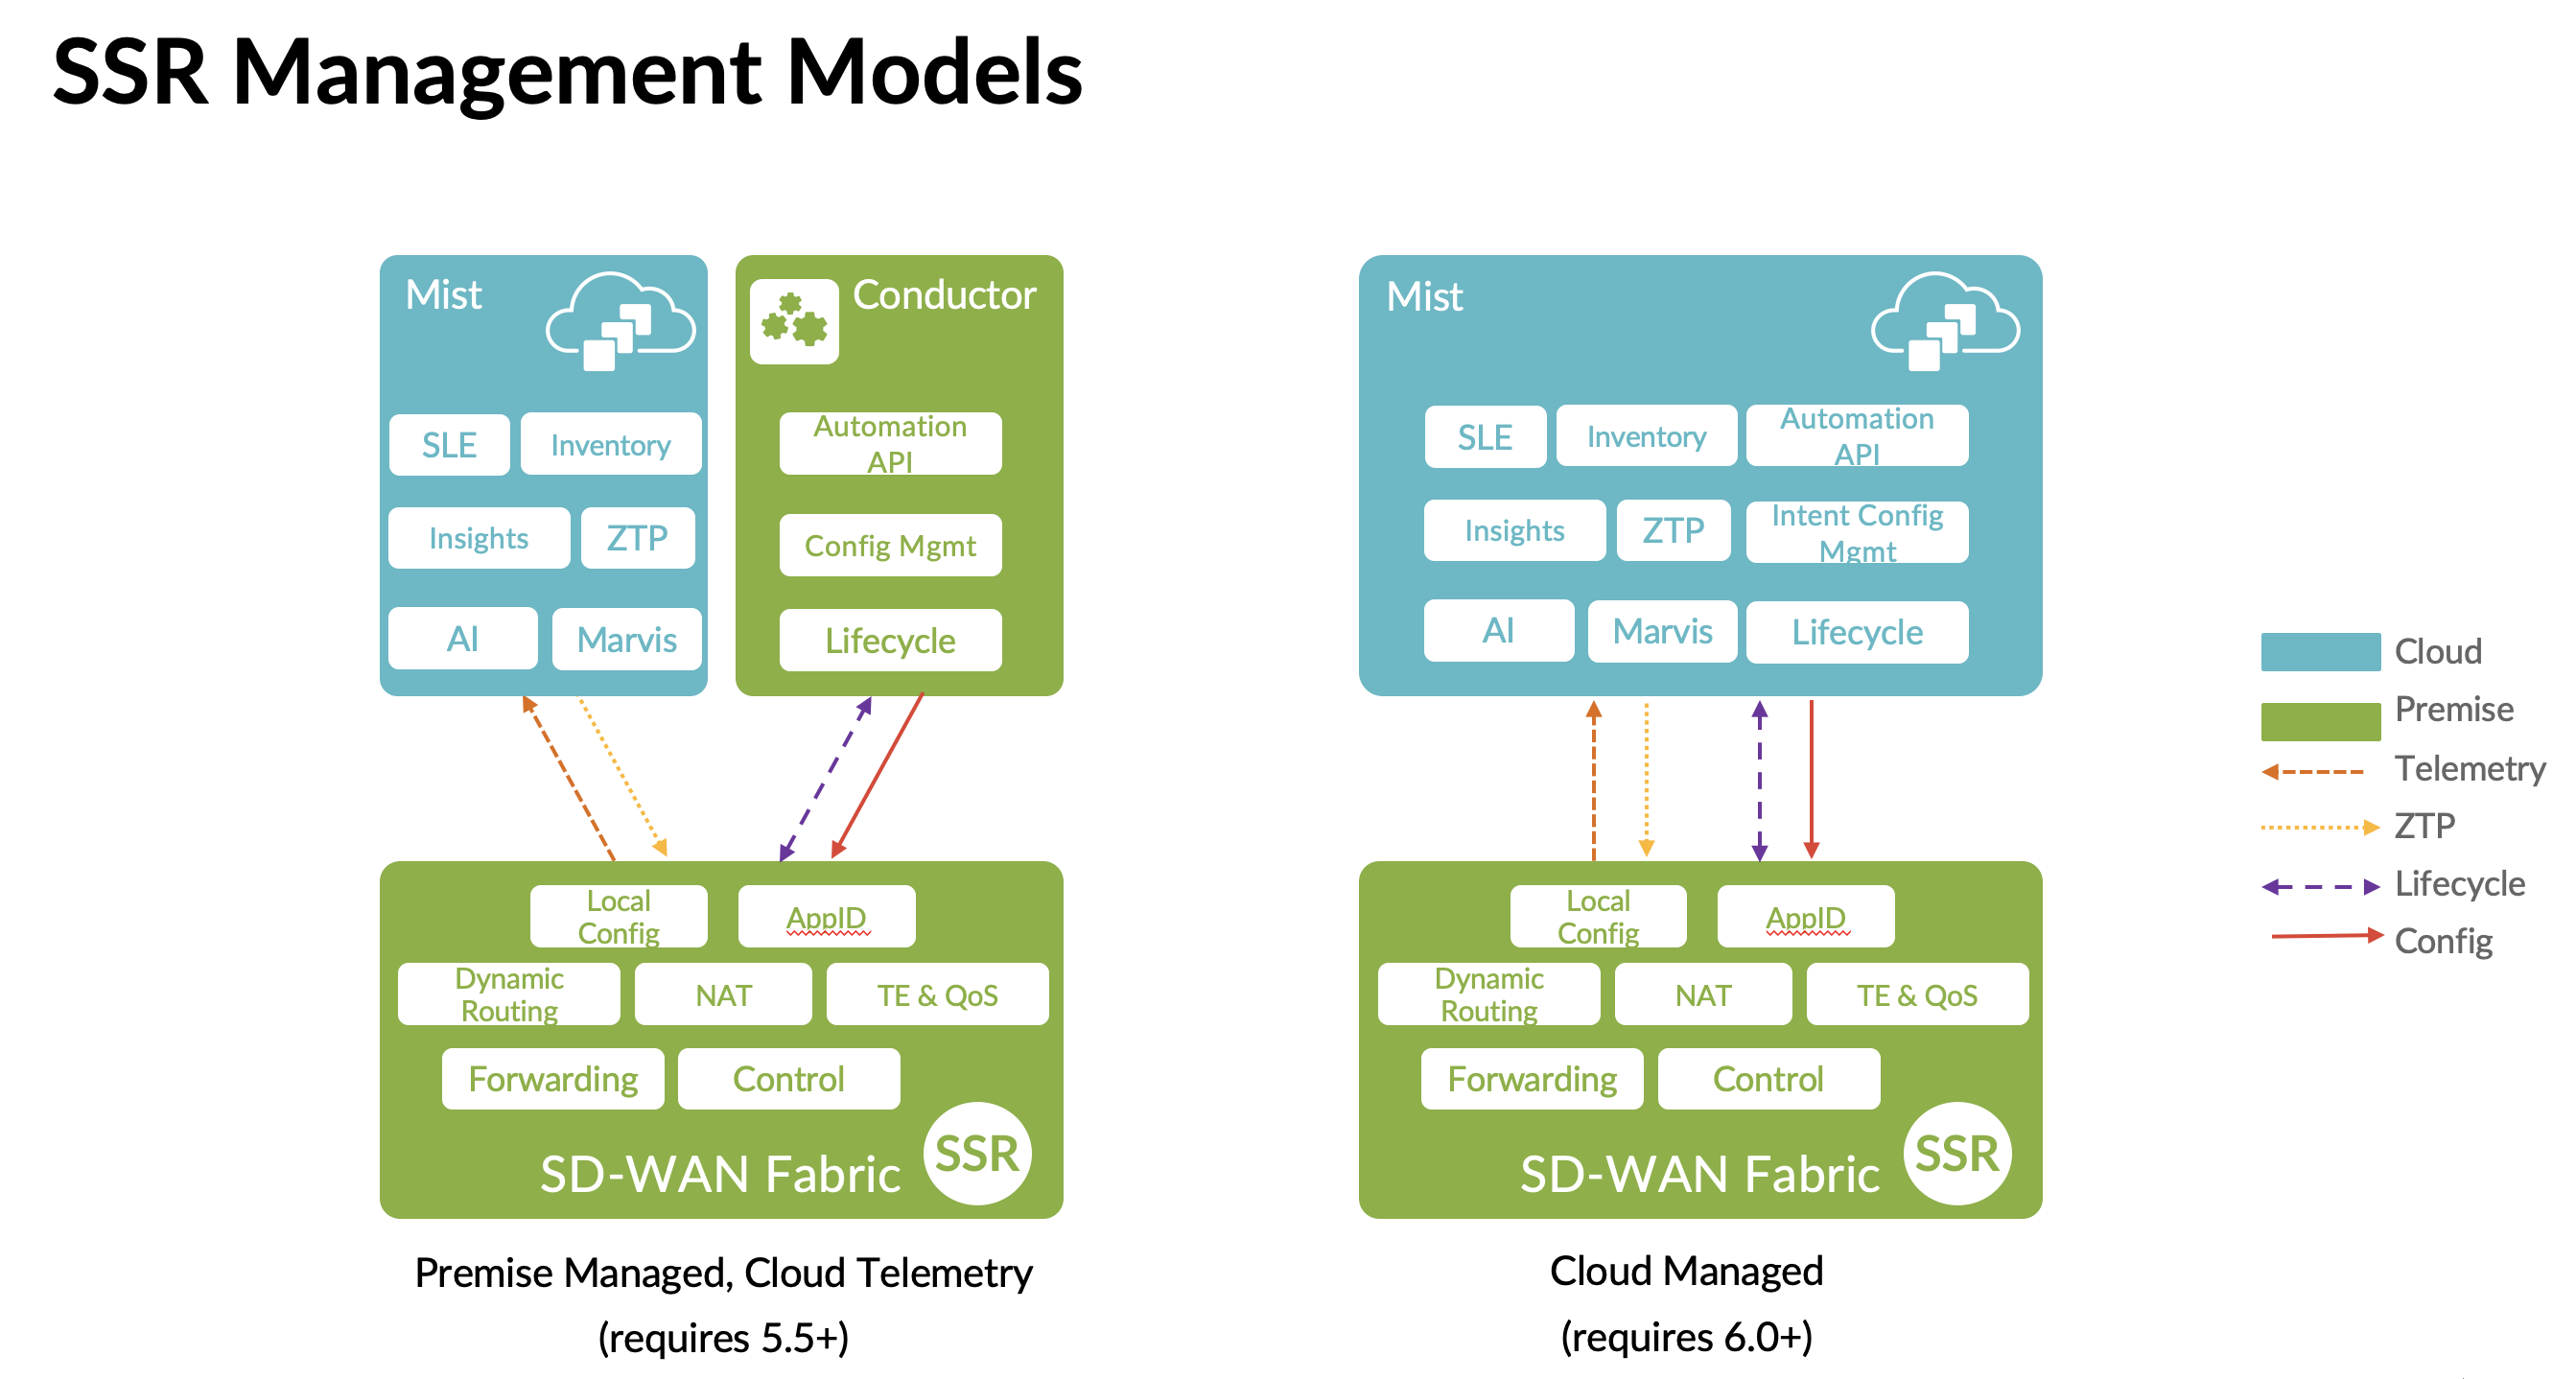 SSR Management Models
Mist
Conductor
SLE
Inventory
Automation
API
Insights
ZTP
Config Mgmt
AI
Marvis
Lifecycle
Local
Config
AppID
Dynamic
Routing
NAT
TE & QoS
Forwarding
Control
SD-WAN Fabric
SSR
Premise Managed, Cloud Telemetry
(requires 5.5+)
Mist
SLE
Inventory
Automation
API
Insights
ZTP
Intent Config
Mgmt
AI
Marvis
Lifecycle
Local
Config
AppID
Dynamic
Routing
NAT
TE & QoS
Forwarding
Control
SD-WAN Fabric
SSR
Cloud Managed
(requires 6.0+)
Cloud
Premise
Telemetry
ZTP
Lifecycle
Config